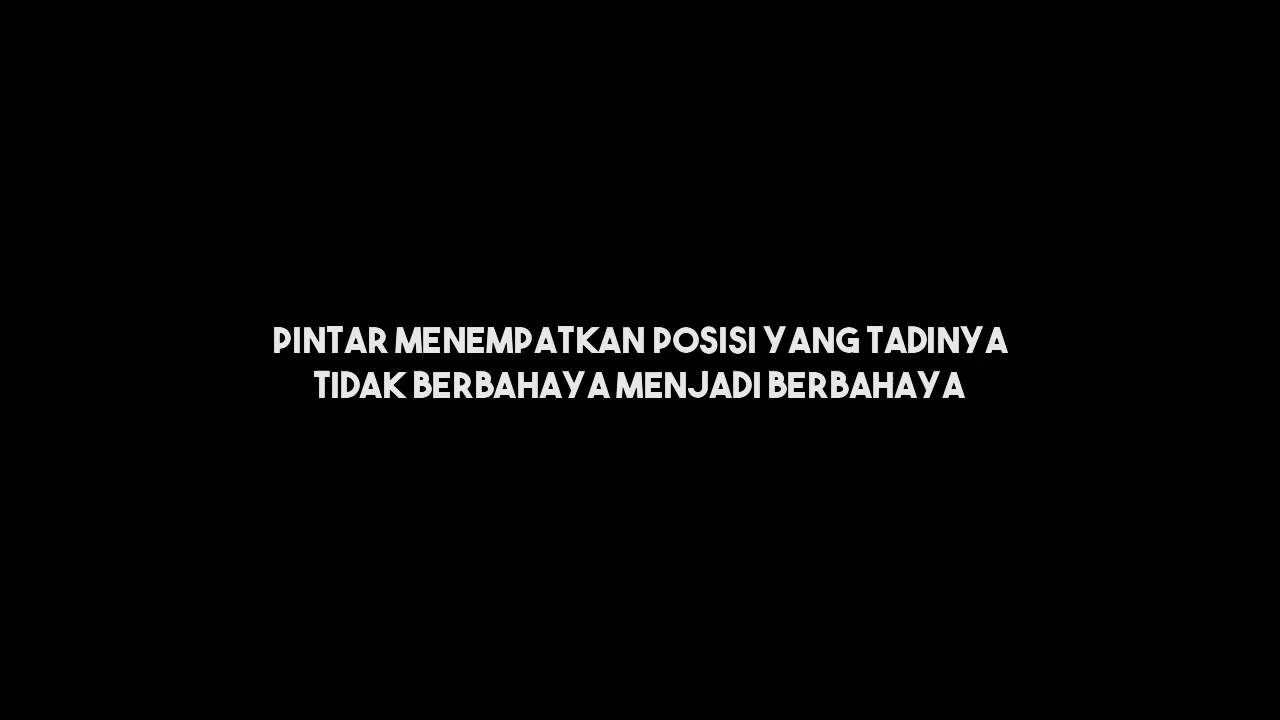 PINTAR MENEMPATKAN POSISI YANG TADINYA
TIDAK BERBAHAYA MENJADI BERBAHAYA